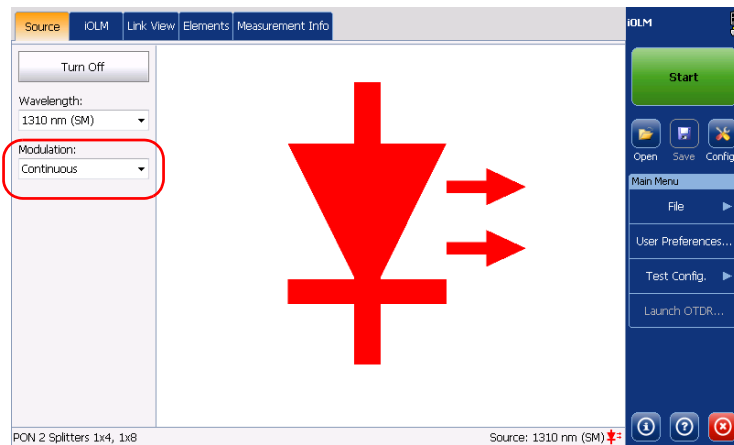 Source iOLM Link View Elements Measurement Info
Turn Off
Wavelength:
1310 nm (SM)
Modulation:
Continuous
PON 2 Splitters 1x4, 1x8
Source: 1310 nm (SM)
iOLM
Start
Open Save Config
Main Menu
File
User Preferences...
Test Config.
Launch OTDR...